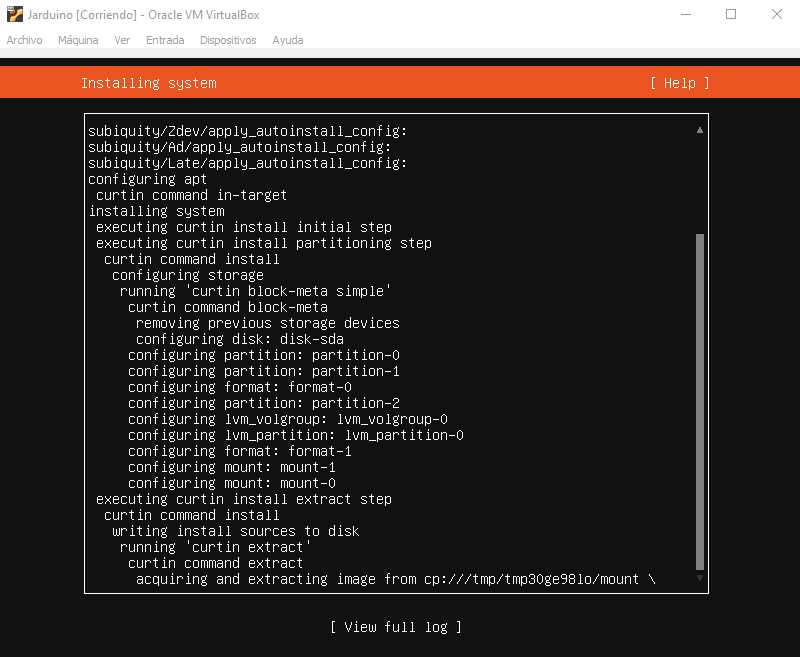 Jarduino [Corriendo] - Oracle VM VirtualBox
Archivo Máquina Ver Entrada Dispositivos Ayuda
Installing system [ Help ]
subiquity/Zdev/apply_autoinstall_config:
subiquity/Ad/apply_autoinstall_config:
subiquity/Late/apply_autoinstall_config:
configuring apt
curtin command in-target
installing system
executing curtin install initial step
executing curtin install partitioning step
curtin command install
configuring storage
running 'curtin block-meta simple'
curtin command block-meta
removing previous storage devices
configuring disk: disk-sda
configuring partition: partition-0
configuring partition: partition-1
configuring format: format-0
configuring partition: partition-2
configuring lvm_volgroup: lvm_volgroup-0
configuring lvm_partition: lvm_partition-0
configuring format: format-1
configuring mount: mount-1
configuring mount: mount-0
executing curtin install extract step
curtin command install
writing install sources to disk
running 'curtin extract'
curtin command extract
acquiring and extracting image from cp:///tmp/tmp30ge98lo/mount \
[ View full log ]